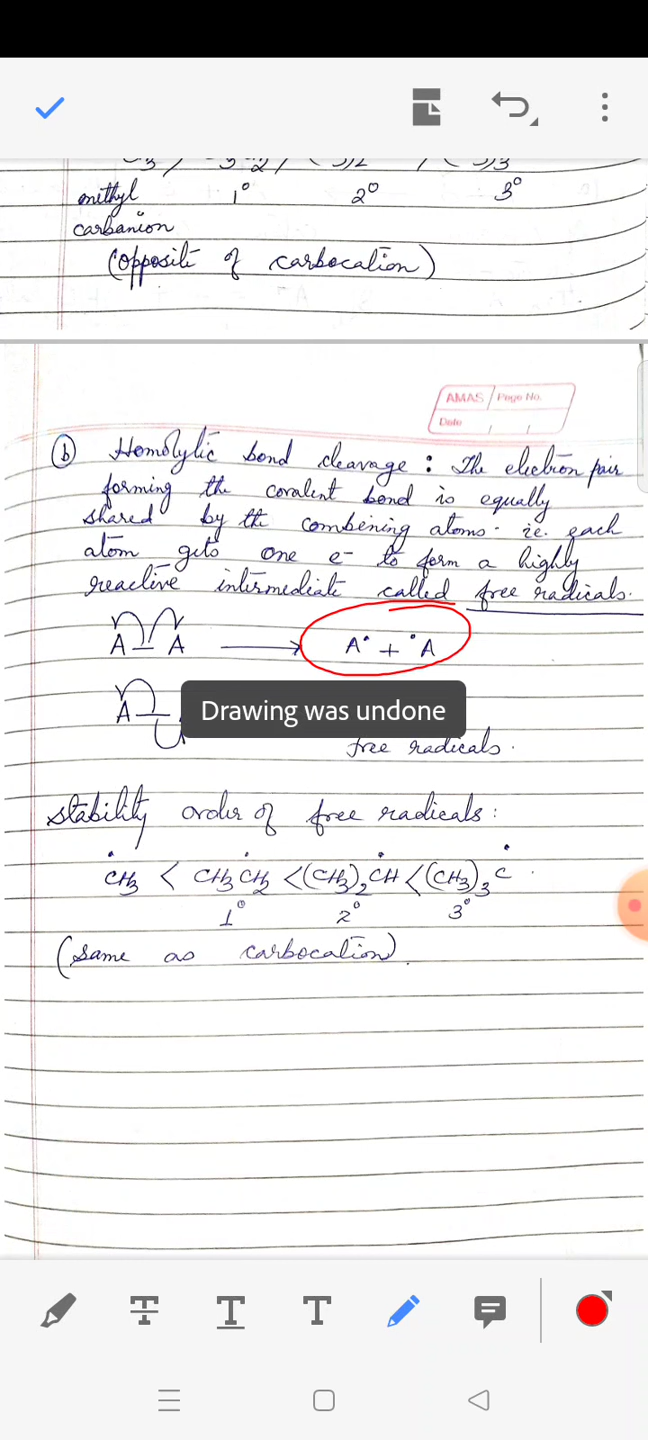 methyl 1° 2° 3°
carbanion
(opposite of carbocation)
AMAS Page No.
Date
(b) Homolylic bond cleavage : The electron pair
forming the covalent bond is equally
shared by the combining atoms. ie. each
atom gets one e- to form a highly
reactive intermediate called free radicals.
A — A → A• + •A
A —
Drawing was undone
free radicals.
Stability order of free radicals:
ĊH3 < CH3ĊH2 < (CH3)2ĊH < (CH3)3Ċ .
1° 2° 3°
(same as carbocation).
T T T